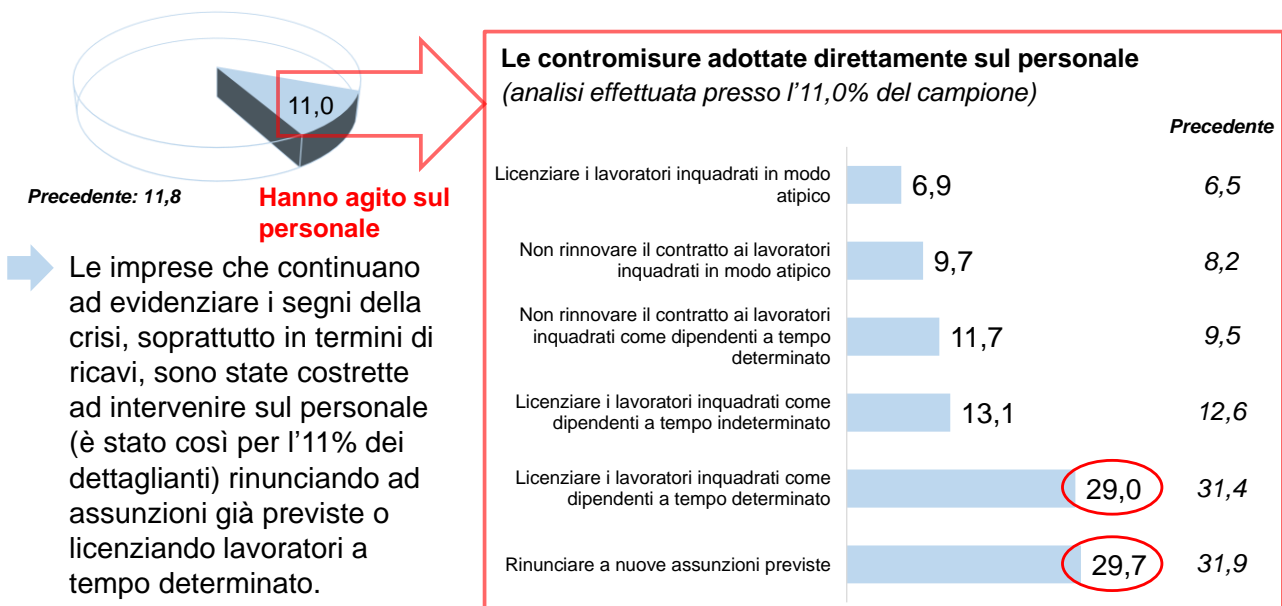 11,0
Precedente: 11,8
Hanno agito sul
personale
Le imprese che continuano
ad evidenziare i segni della
crisi, soprattutto in termini di
ricavi, sono state costrette
ad intervenire sul personale
(è stato così per l'11% dei
dettaglianti) rinunciando ad
assunzioni già previste o
licenziando lavoratori a
tempo determinato.
Le contromisure adottate direttamente sul personale
(analisi effettuata presso l'11,0% del campione)
Precedente
Licenziare i lavoratori inquadrati in modo
atipico
6,9
6,5
Non rinnovare il contratto ai lavoratori
inquadrati in modo atipico
9,7
8,2
Non rinnovare il contratto ai lavoratori
inquadrati come dipendenti a tempo
determinato
11,7
9,5
Licenziare i lavoratori inquadrati come
dipendenti a tempo indeterminato
13,1
12,6
Licenziare i lavoratori inquadrati come
dipendenti a tempo determinato
29,0
31,4
Rinunciare a nuove assunzioni previste
29,7
31,9